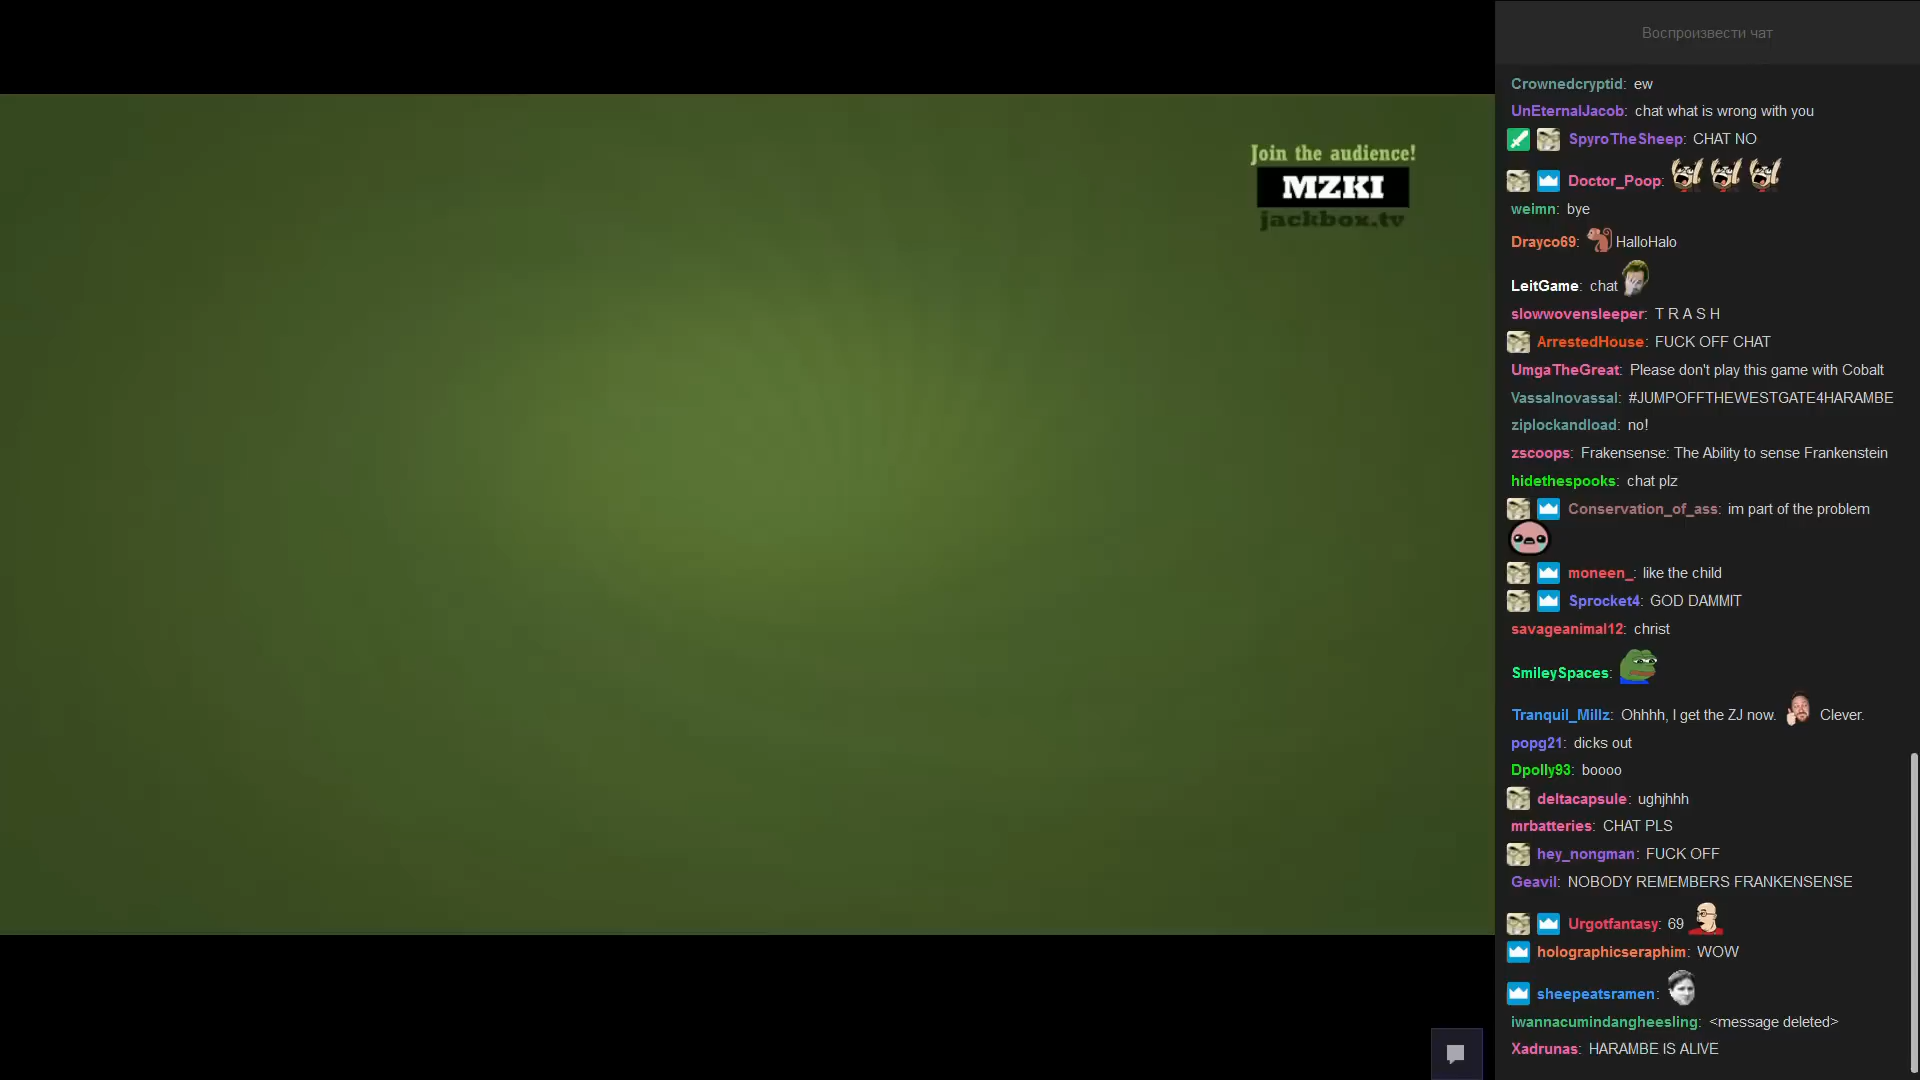 Join the audience!
MZKI
jackbox.tv
Воспроизвести чат
Crownedcryptid: ew
UnEternalJacob: chat what is wrong with you
SpyroTheSheep: CHAT NO
Doctor_Poop:
weimn: bye
Drayco69: HalloHalo
LeitGame: chat
slowwovensleeper: T R A S H
ArrestedHouse: FUCK OFF CHAT
UmgaTheGreat: Please don't play this game with Cobalt
Vassalnovassal: #JUMPOFFTHEWESTGATE4HARAMBE
ziplockandload: no!
zscoops: Frakensense: The Ability to sense Frankenstein
hidethespooks: chat plz
Conservation_of_ass: im part of the problem
moneen_: like the child
Sprocket4: GOD DAMMIT
savageanimal12: christ
SmileySpaces:
Tranquil_Millz: Ohhhh, I get the ZJ now. Clever.
popg21: dicks out
Dpolly93: boooo
deltacapsule: ughjhhh
mrbatteries: CHAT PLS
hey_nongman: FUCK OFF
Geavil: NOBODY REMEMBERS FRANKENSENSE
Urgotfantasy: 69
holographicseraphim: WOW
sheepeatsramen:
iwannacumindangheesling: <message deleted>
Xadrunas: HARAMBE IS ALIVE